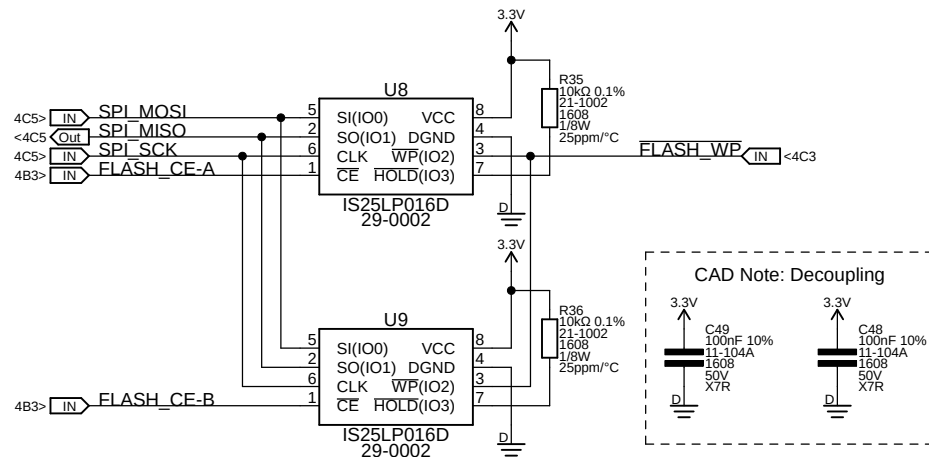 3.3V
U8
R35
10kΩ 0.1%
21-1002
1608
1/8W
25ppm/°C
4C5> IN SPI_MOSI 5 SI(IO0) VCC 8
<4C5 Out SPI_MISO 2 SO(IO1) DGND 4
4C5> IN SPI_SCK 6 CLK WP(IO2) 3 FLASH_WP IN <4C3
4B3> IN FLASH_CE-A 1 CE HOLD(IO3) 7
IS25LP016D
29-0002
D
3.3V
U9
R36
10kΩ 0.1%
21-1002
1608
1/8W
25ppm/°C
5 SI(IO0) VCC 8
2 SO(IO1) DGND 4
6 CLK WP(IO2) 3
4B3> IN FLASH_CE-B 1 CE HOLD(IO3) 7
IS25LP016D
29-0002
D
CAD Note: Decoupling
3.3V
C49
100nF 10%
11-104A
1608
50V
X7R
D
3.3V
C48
100nF 10%
11-104A
1608
50V
X7R
D